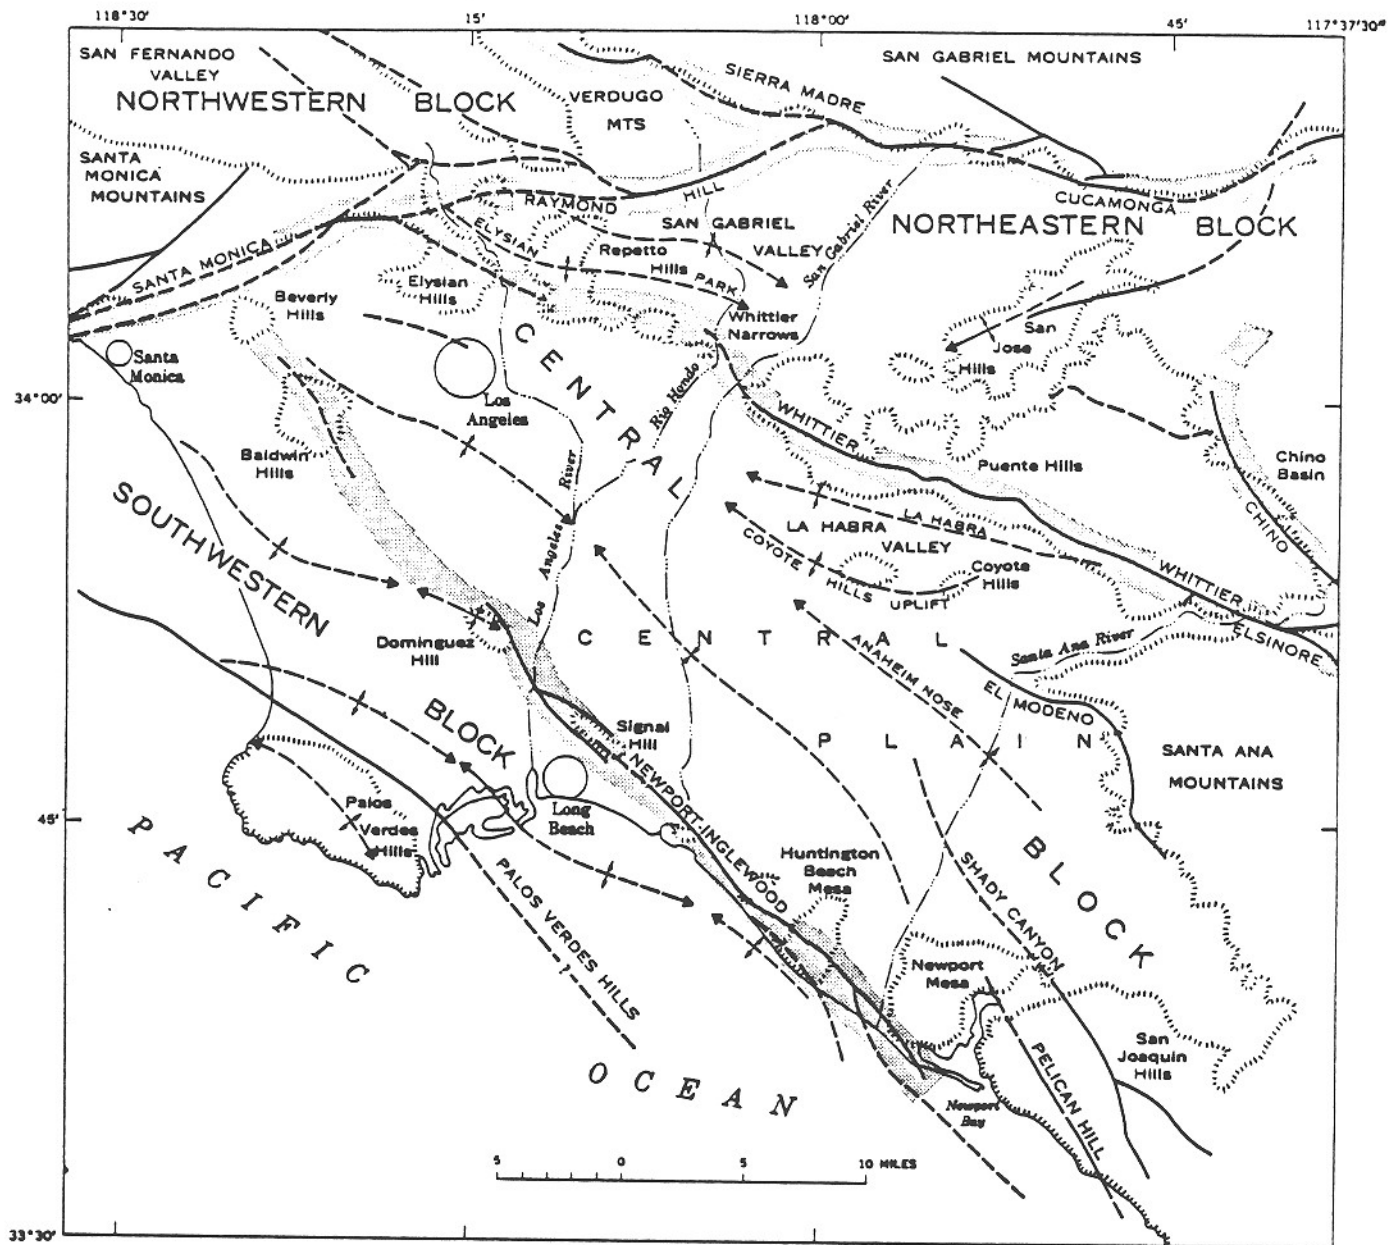 118°30'
15'
118°00'
45'
117°37'30"
SAN FERNANDO
VALLEY
NORTHWESTERN BLOCK
VERDUGO
MTS
SIERRA MADRE
SAN GABRIEL MOUNTAINS
SANTA
MONICA
MOUNTAINS
RAYMOND HILL
CUCAMONGA
NORTHEASTERN BLOCK
SAN GABRIEL
VALLEY
San Gabriel River
SANTA MONICA
ELYSIAN PARK
Repetto
Hills
Elysian
Hills
Beverly
Hills
Whittier
Narrows
San
Jose
Hills
Santa
Monica
Los
Angeles
CENTRAL
Rio Hondo
34°00'
WHITTIER
Puente Hills
Chino
Basin
CHINO
Baldwin
Hills
SOUTHWESTERN
Los Angeles River
LA HABRA
LA HABRA
VALLEY
COYOTE HILLS UPLIFT
Coyote
Hills
WHITTIER
ELSINORE
Dominguez
Hill
CENTRAL
ANAHEIM NOSE
Santa Ana River
EL MODENO
BLOCK
Signal
Hill
PLAIN
SANTA ANA
MOUNTAINS
NEWPORT-INGLEWOOD
45'
Palos
Verdes
Hills
Long
Beach
PALOS VERDES HILLS
Huntington
Beach
Mesa
SHADY CANYON
BLOCK
PACIFIC
Newport
Mesa
San
Joaquin
Hills
PELICAN HILL
OCEAN
Newport
Bay
5 0 5 10 MILES
33°30'